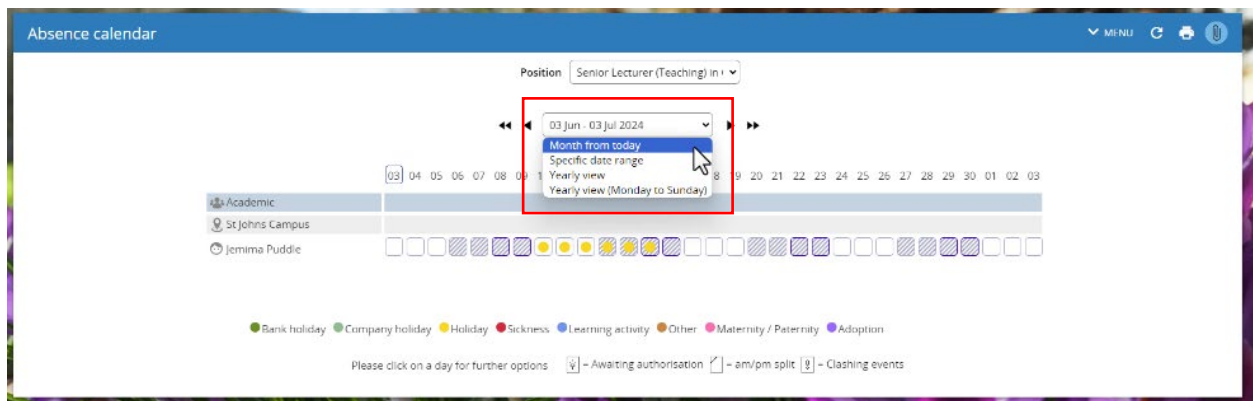 Absence calendar
MENU
Position Senior Lecturer (Teaching) in
03 Jun - 03 Jul 2024
Month from today
Specific date range
Yearly view
Yearly view (Monday to Sunday)
03 04 05 06 07 08 09 1 8 19 20 21 22 23 24 25 26 27 28 29 30 01 02 03
Academic
St Johns Campus
Jemima Puddle
Bank holiday Company holiday Holiday Sickness Learning activity Other Maternity / Paternity Adoption
Please click on a day for further options – Awaiting authorisation – am/pm split – Clashing events